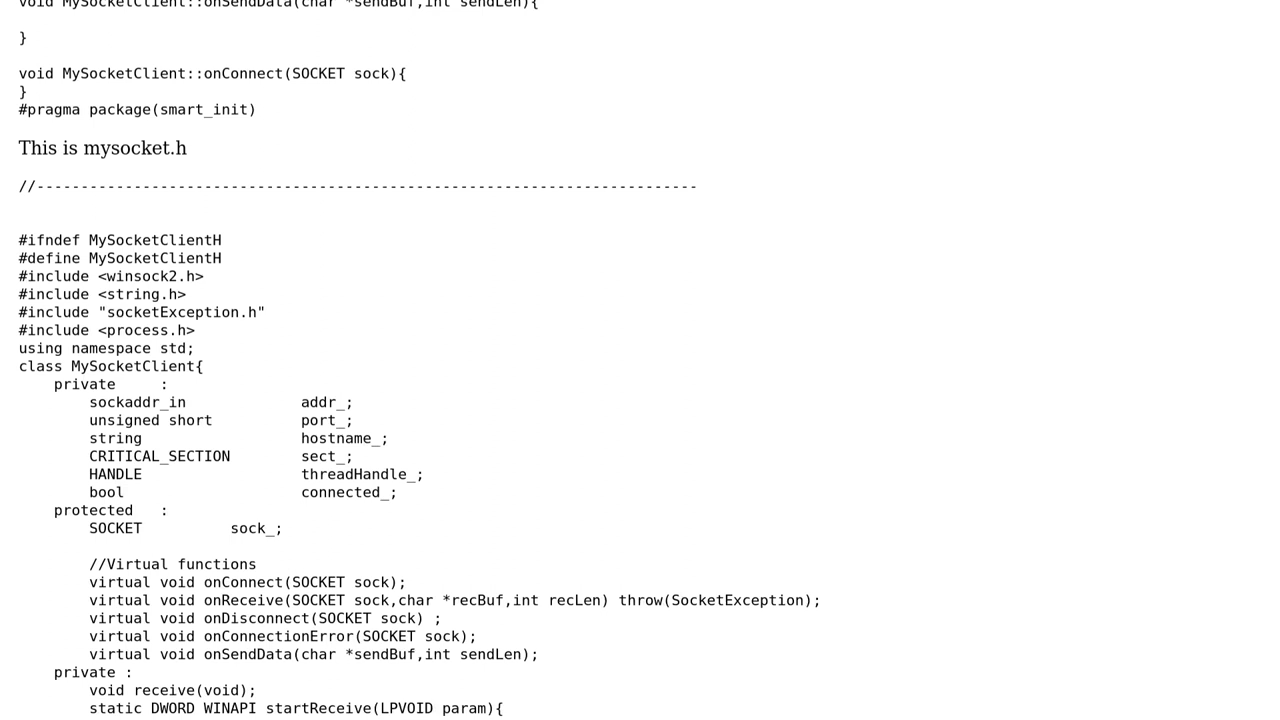 void MySocketClient::onSendData(char *sendBuf,int sendLen){
}
void MySocketClient::onConnect(SOCKET sock){
}
#pragma package(smart_init)
This is mysocket.h
//---------------------------------------------------------------------------
#ifndef MySocketClientH
#define MySocketClientH
#include <winsock2.h>
#include <string.h>
#include "socketException.h"
#include <process.h>
using namespace std;
class MySocketClient{
    private     :
        sockaddr_in             addr_;
        unsigned short          port_;
        string                  hostname_;
        CRITICAL_SECTION        sect_;
        HANDLE                  threadHandle_;
        bool                    connected_;
    protected   :
        SOCKET          sock_;
        //Virtual functions
        virtual void onConnect(SOCKET sock);
        virtual void onReceive(SOCKET sock,char *recBuf,int recLen) throw(SocketException);
        virtual void onDisconnect(SOCKET sock) ;
        virtual void onConnectionError(SOCKET sock);
        virtual void onSendData(char *sendBuf,int sendLen);
    private :
        void receive(void);
        static DWORD WINAPI startReceive(LPVOID param){